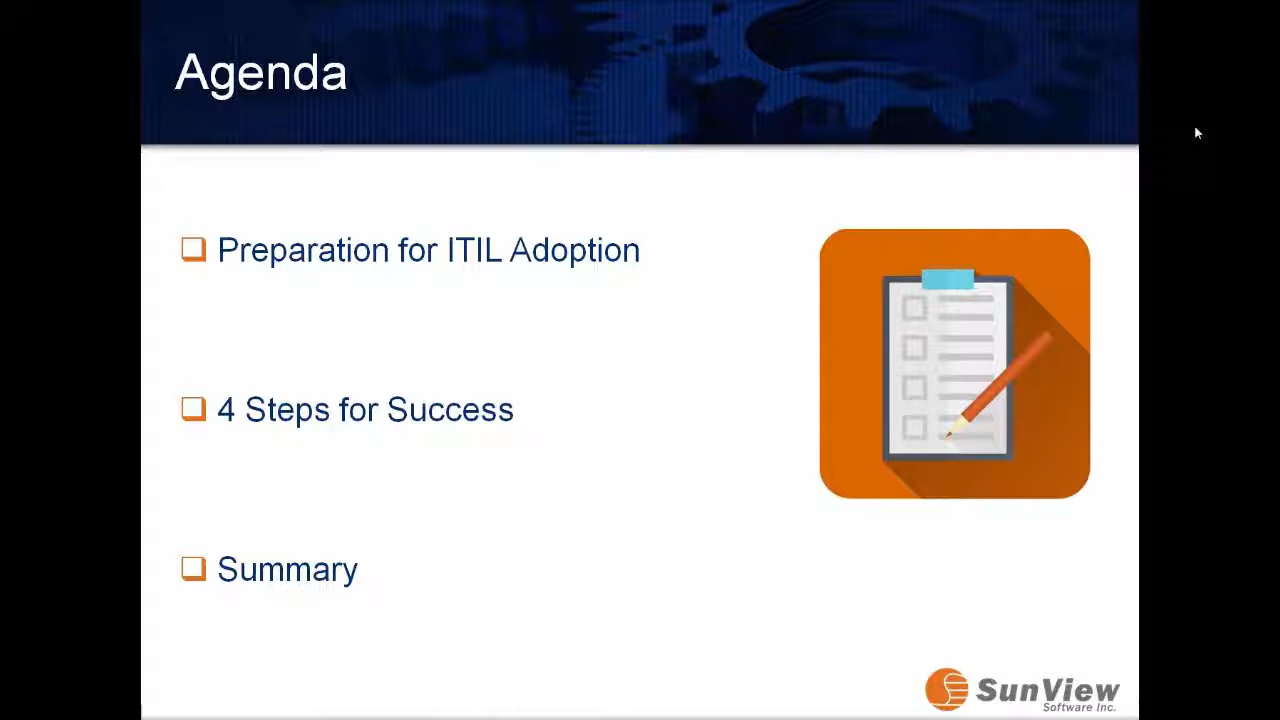 Agenda
Preparation for ITIL Adoption
4 Steps for Success
Summary
SunView
Software Inc.